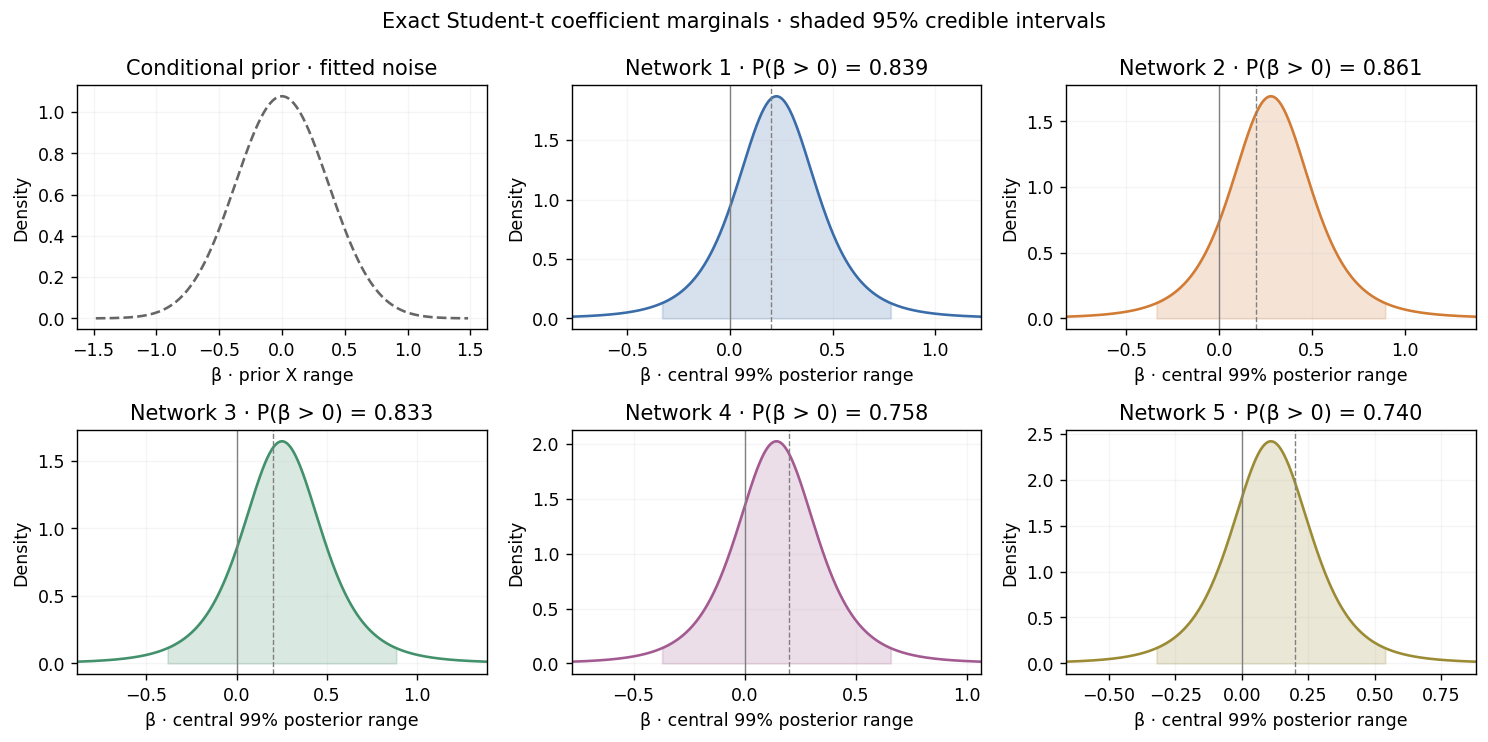 Exact Student-t coefficient marginals · shaded 95% credible intervals
Conditional prior · fitted noise
Density
1.0
0.8
0.6
0.4
0.2
0.0
−1.5 −1.0 −0.5 0.0 0.5 1.0 1.5
β · prior X range
Network 1 · P(β > 0) = 0.839
Density
1.5
1.0
0.5
0.0
−0.5 0.0 0.5 1.0
β · central 99% posterior range
Network 2 · P(β > 0) = 0.861
Density
1.5
1.0
0.5
0.0
−0.5 0.0 0.5 1.0
β · central 99% posterior range
Network 3 · P(β > 0) = 0.833
Density
1.5
1.0
0.5
0.0
−0.5 0.0 0.5 1.0
β · central 99% posterior range
Network 4 · P(β > 0) = 0.758
Density
2.0
1.5
1.0
0.5
0.0
−0.5 0.0 0.5 1.0
β · central 99% posterior range
Network 5 · P(β > 0) = 0.740
Density
2.5
2.0
1.5
1.0
0.5
0.0
−0.50 −0.25 0.00 0.25 0.50 0.75
β · central 99% posterior range